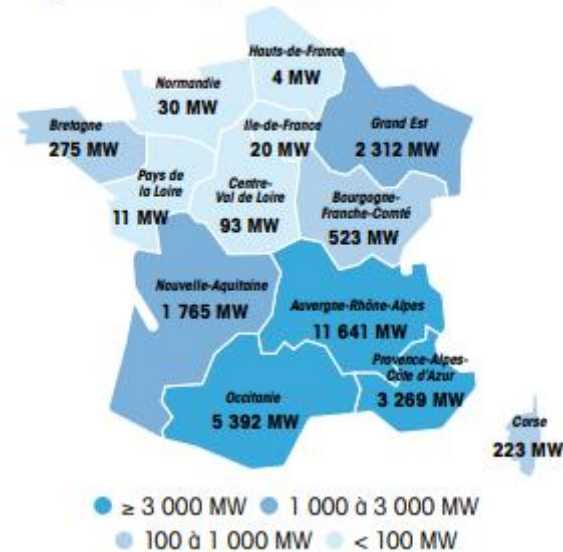 Hauts-de-France
4 MW
Normandie
30 MW
Bretagne
275 MW
Ile-de-France
20 MW
Grand Est
2 312 MW
Pays de
la Loire
11 MW
Centre-
Val de Loire
93 MW
Bourgogne-
Franche-Comté
523 MW
Nouvelle-Aquitaine
1 765 MW
Auvergne-Rhône-Alpes
11 641 MW
Provence-Alpes-
Côte d'Azur
3 269 MW
Occitanie
5 392 MW
Corse
223 MW
≥ 3 000 MW
1 000 à 3 000 MW
100 à 1 000 MW
< 100 MW